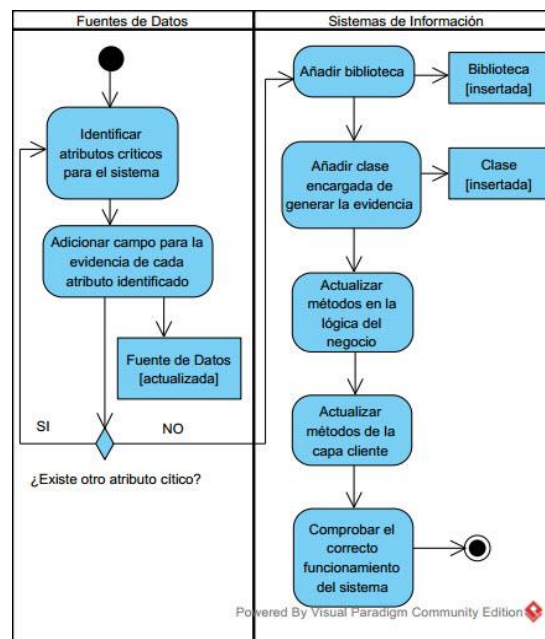 Fuentes de Datos
Sistemas de Información
Identificar
atributos críticos
para el sistema
Adicionar campo para la
evidencia de cada
atributo identificado
Fuente de Datos
[actualizada]
SI
NO
¿Existe otro atributo cítico?
Añadir biblioteca
Biblioteca
[insertada]
Añadir clase
encargada de
generar la evidencia
Clase
[insertada]
Actualizar
métodos en la
lógica del
negocio
Actualizar
métodos de la
capa cliente
Comprobar el
correcto
funcionamiento
del sistema
Powered By Visual Paradigm Community Edition